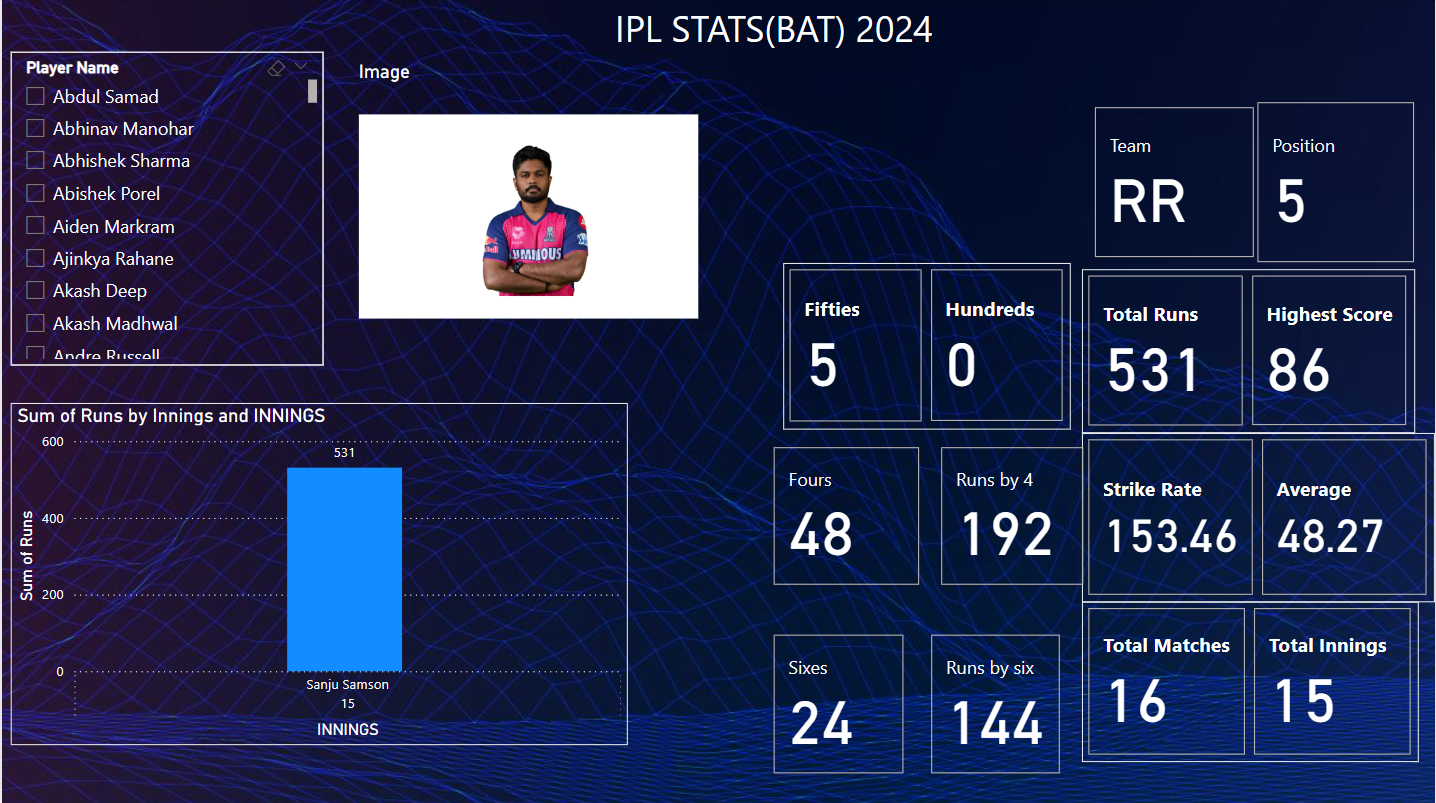 IPL STATS(BAT) 2024
Player Name
Abdul Samad
Abhinav Manohar
Abhishek Sharma
Abishek Porel
Aiden Markram
Ajinkya Rahane
Akash Deep
Akash Madhwal
Andre Russell
Image
LUMINOUS
Team
RR
Position
5
Fifties
5
Hundreds
0
Total Runs
531
Highest Score
86
Fours
48
Runs by 4
192
Strike Rate
153.46
Average
48.27
Sixes
24
Runs by six
144
Total Matches
16
Total Innings
15
Sum of Runs by Innings and INNINGS
Sum of Runs
600
400
200
0
531
Sanju Samson
15
INNINGS